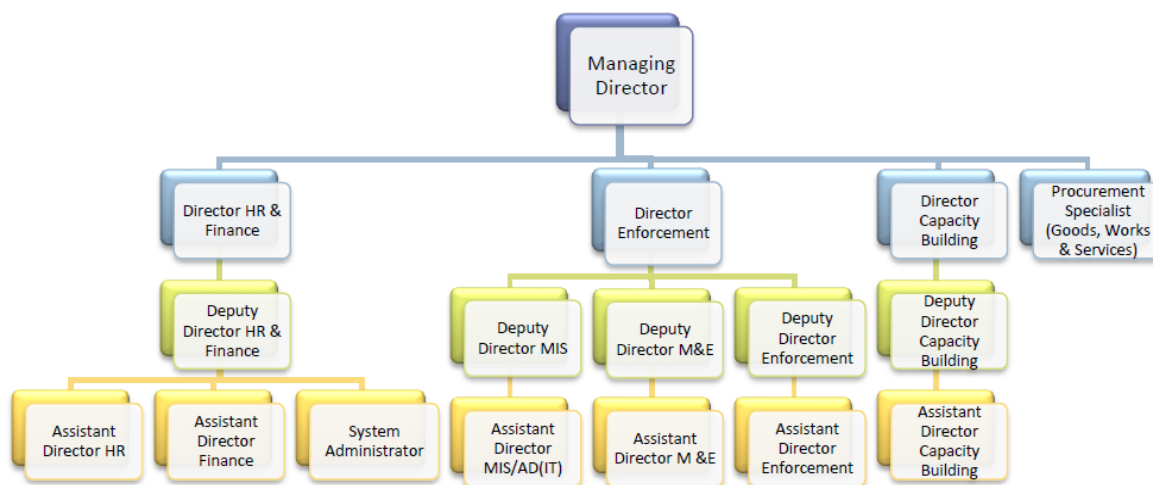 Managing
Director
Director HR &
Finance
Director
Enforcement
Director
Capacity
Building
Procurement
Specialist
(Goods, Works
& Services)
Deputy
Director HR &
Finance
Deputy
Director MIS
Deputy
Director M&E
Deputy
Director
Enforcement
Deputy
Director
Capacity
Building
Assistant
Director HR
Assistant
Director
Finance
System
Administrator
Assistant
Director
MIS/AD(IT)
Assistant
Director M &E
Assistant
Director
Enforcement
Assistant
Director
Capacity
Building